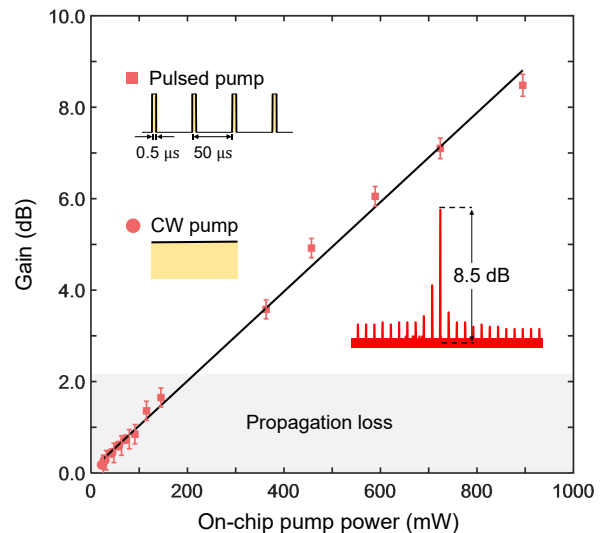 10.0
8.0
6.0
4.0
2.0
0.0
Gain (dB)
Pulsed pump
0.5 μs
50 μs
CW pump
8.5 dB
Propagation loss
0
200
400
600
800
1000
On-chip pump power (mW)